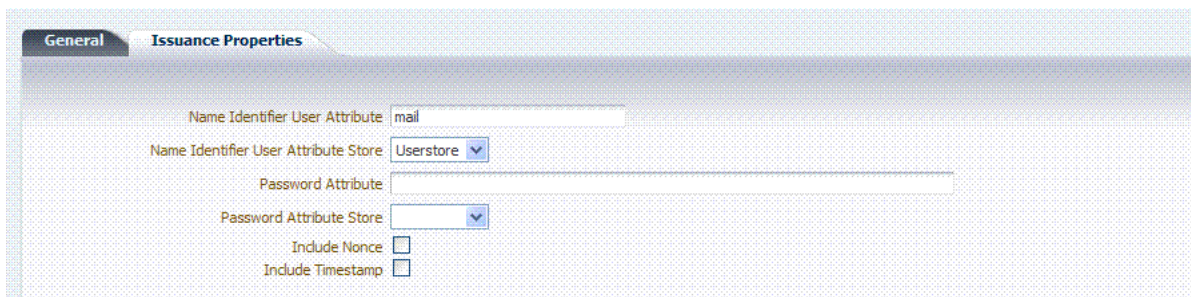 General Issuance Properties
Name Identifier User Attribute mail
Name Identifier User Attribute Store Userstore
Password Attribute
Password Attribute Store
Include Nonce
Include Timestamp